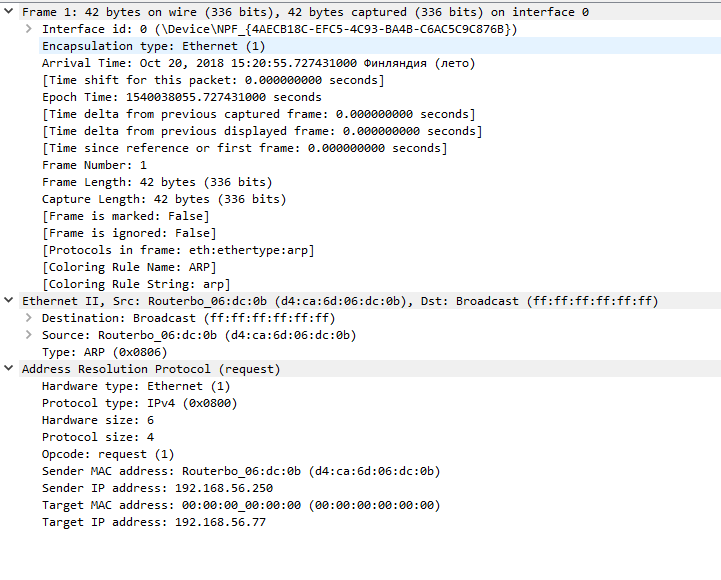 Frame 1: 42 bytes on wire (336 bits), 42 bytes captured (336 bits) on interface 0
Interface id: 0 (\Device\NPF_{4AECB18C-EFC5-4C93-BA4B-C6AC5C9C876B})
Encapsulation type: Ethernet (1)
Arrival Time: Oct 20, 2018 15:20:55.727431000 Финляндия (лето)
[Time shift for this packet: 0.000000000 seconds]
Epoch Time: 1540038055.727431000 seconds
[Time delta from previous captured frame: 0.000000000 seconds]
[Time delta from previous displayed frame: 0.000000000 seconds]
[Time since reference or first frame: 0.000000000 seconds]
Frame Number: 1
Frame Length: 42 bytes (336 bits)
Capture Length: 42 bytes (336 bits)
[Frame is marked: False]
[Frame is ignored: False]
[Protocols in frame: eth:ethertype:arp]
[Coloring Rule Name: ARP]
[Coloring Rule String: arp]
Ethernet II, Src: Routerbo_06:dc:0b (d4:ca:6d:06:dc:0b), Dst: Broadcast (ff:ff:ff:ff:ff:ff)
Destination: Broadcast (ff:ff:ff:ff:ff:ff)
Source: Routerbo_06:dc:0b (d4:ca:6d:06:dc:0b)
Type: ARP (0x0806)
Address Resolution Protocol (request)
Hardware type: Ethernet (1)
Protocol type: IPv4 (0x0800)
Hardware size: 6
Protocol size: 4
Opcode: request (1)
Sender MAC address: Routerbo_06:dc:0b (d4:ca:6d:06:dc:0b)
Sender IP address: 192.168.56.250
Target MAC address: 00:00:00_00:00:00 (00:00:00:00:00:00)
Target IP address: 192.168.56.77